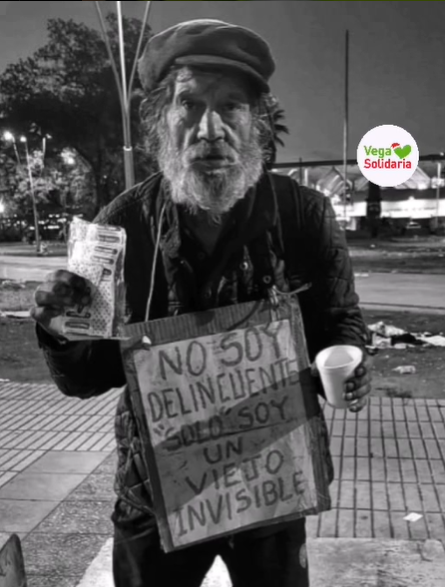 Vega
Solidaria
NO SOY
DELINCUENTE
"SOLO" SOY
UN
VIEJO
INVISIBLE